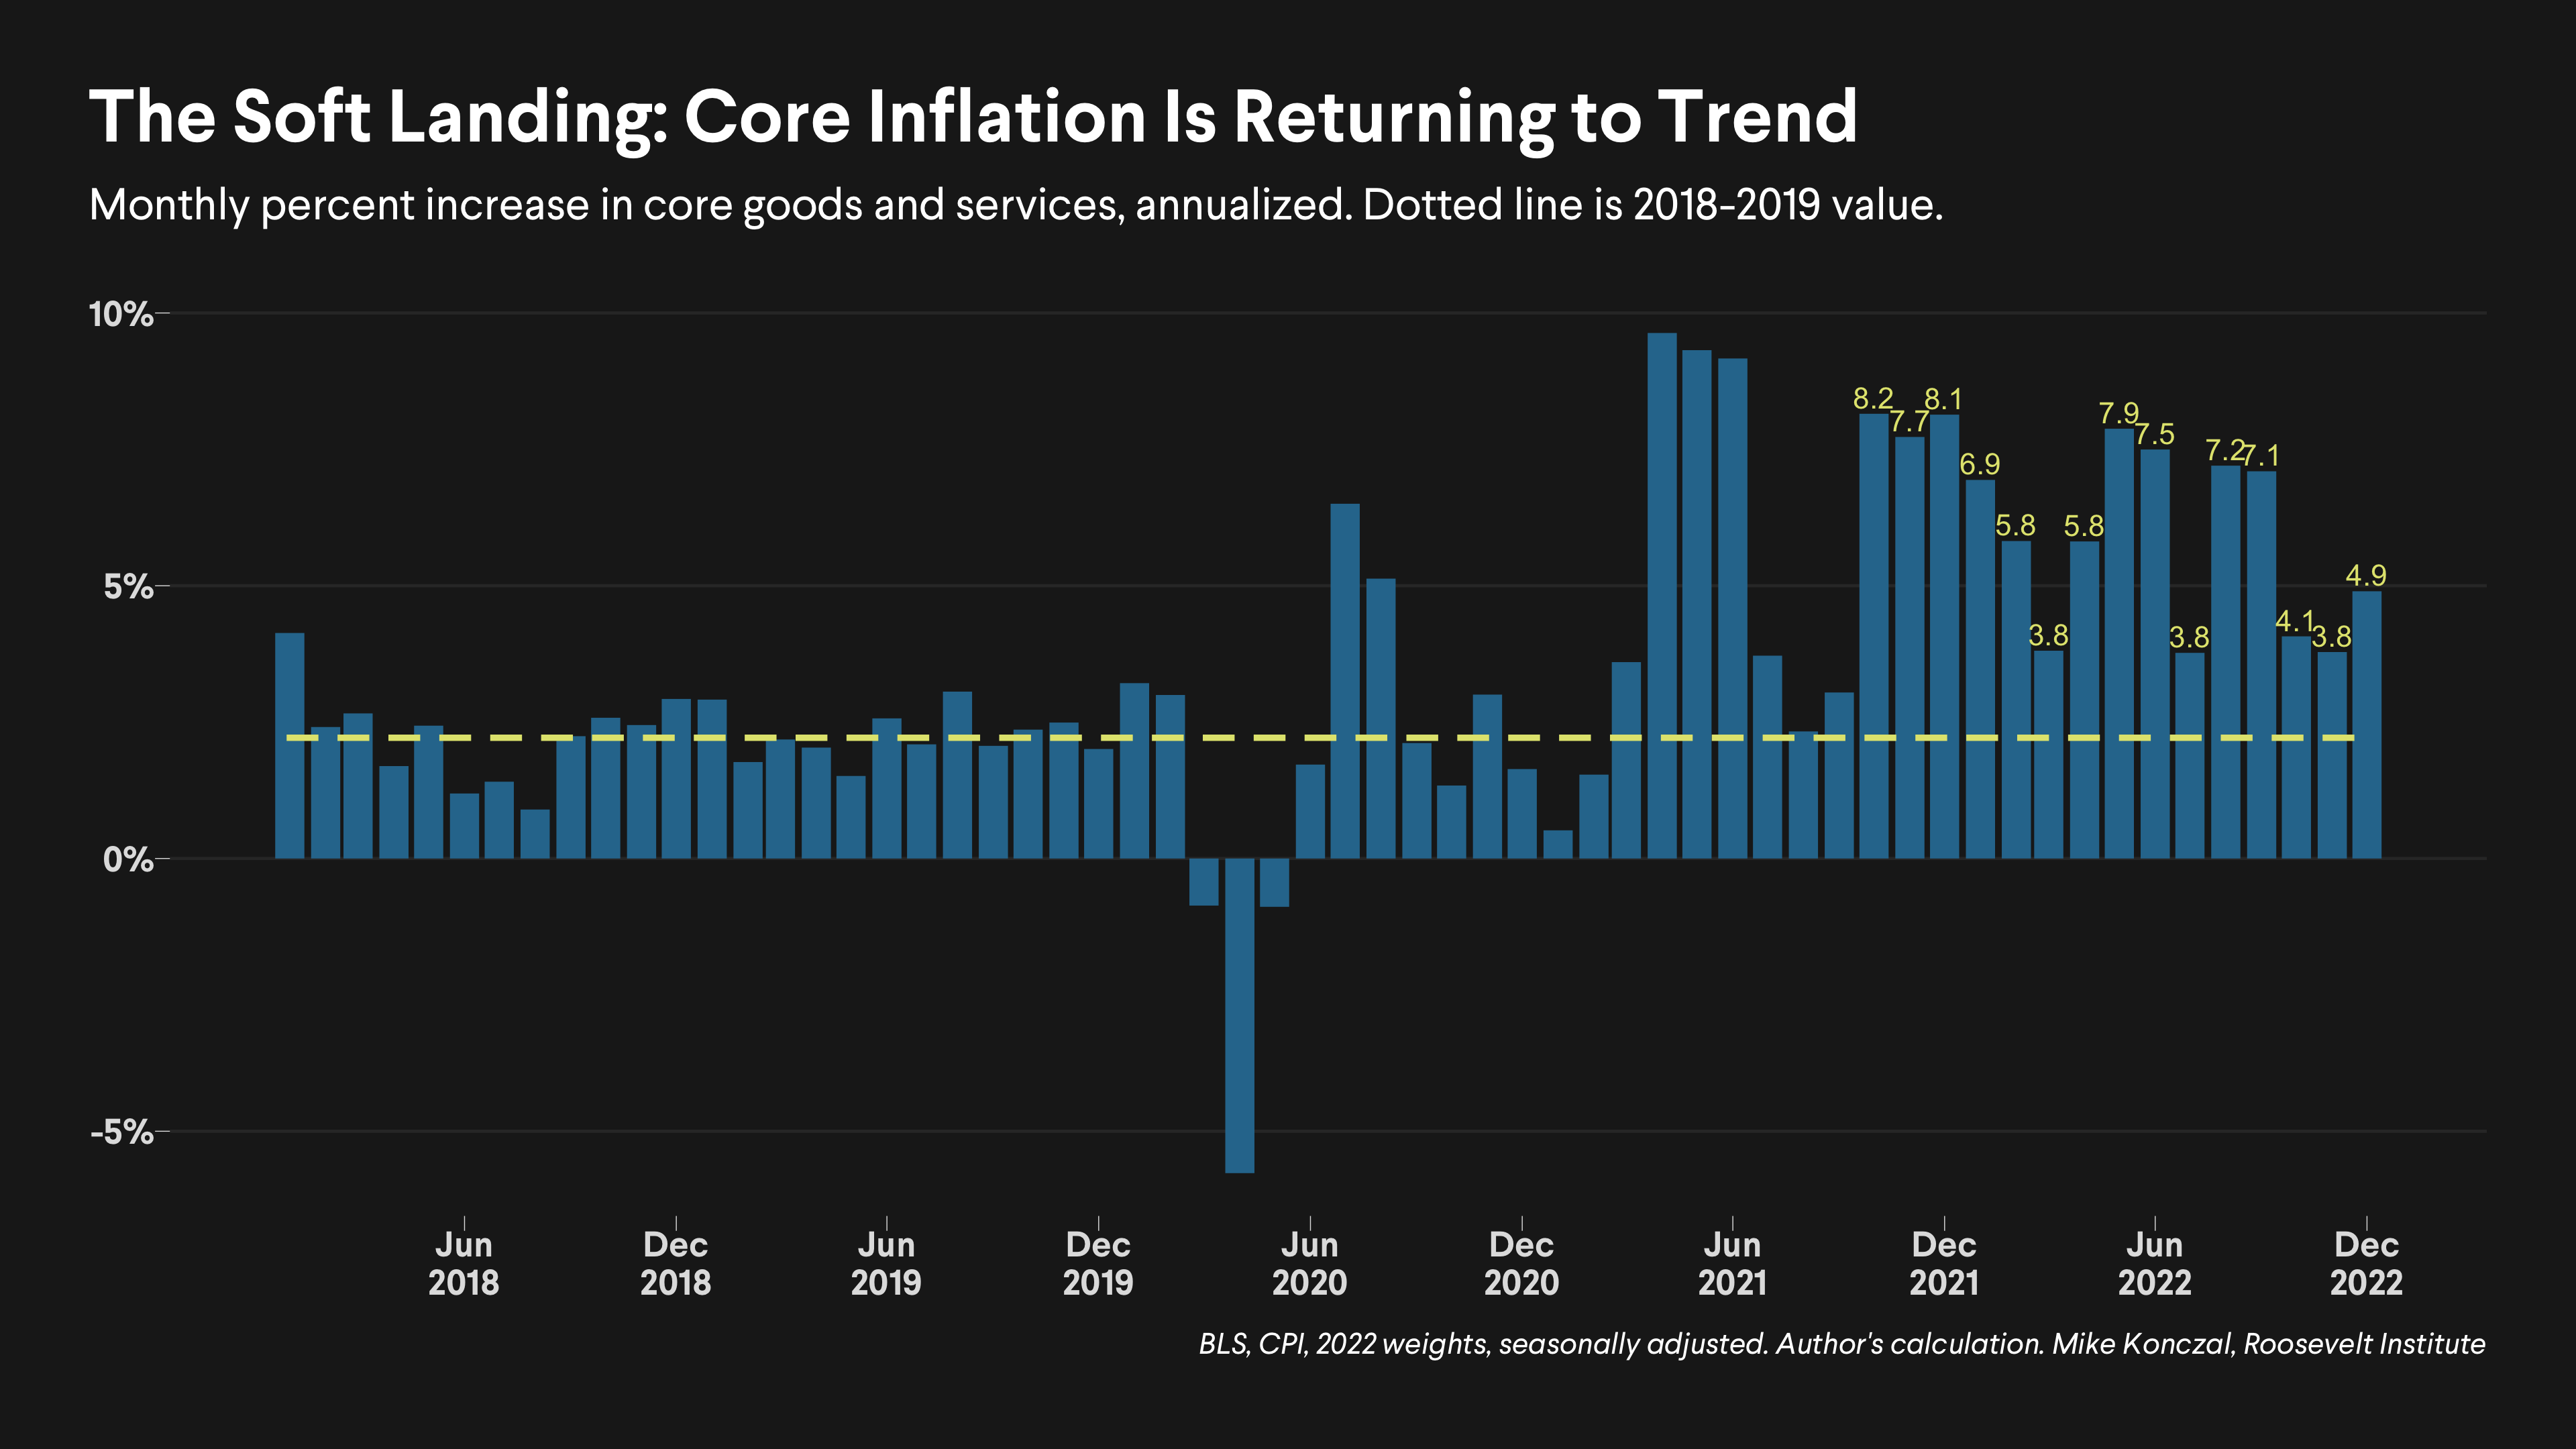 The Soft Landing: Core Inflation Is Returning to Trend
Monthly percent increase in core goods and services, annualized. Dotted line is 2018-2019 value.
10%
5%
0%
-5%
8.2
7.7
8.1
6.9
5.8
3.8
5.8
7.9
7.5
3.8
7.2
7.1
4.1
3.8
4.9
Jun
2018
Dec
2018
Jun
2019
Dec
2019
Jun
2020
Dec
2020
Jun
2021
Dec
2021
Jun
2022
Dec
2022
BLS, CPI, 2022 weights, seasonally adjusted. Author's calculation. Mike Konczal, Roosevelt Institute